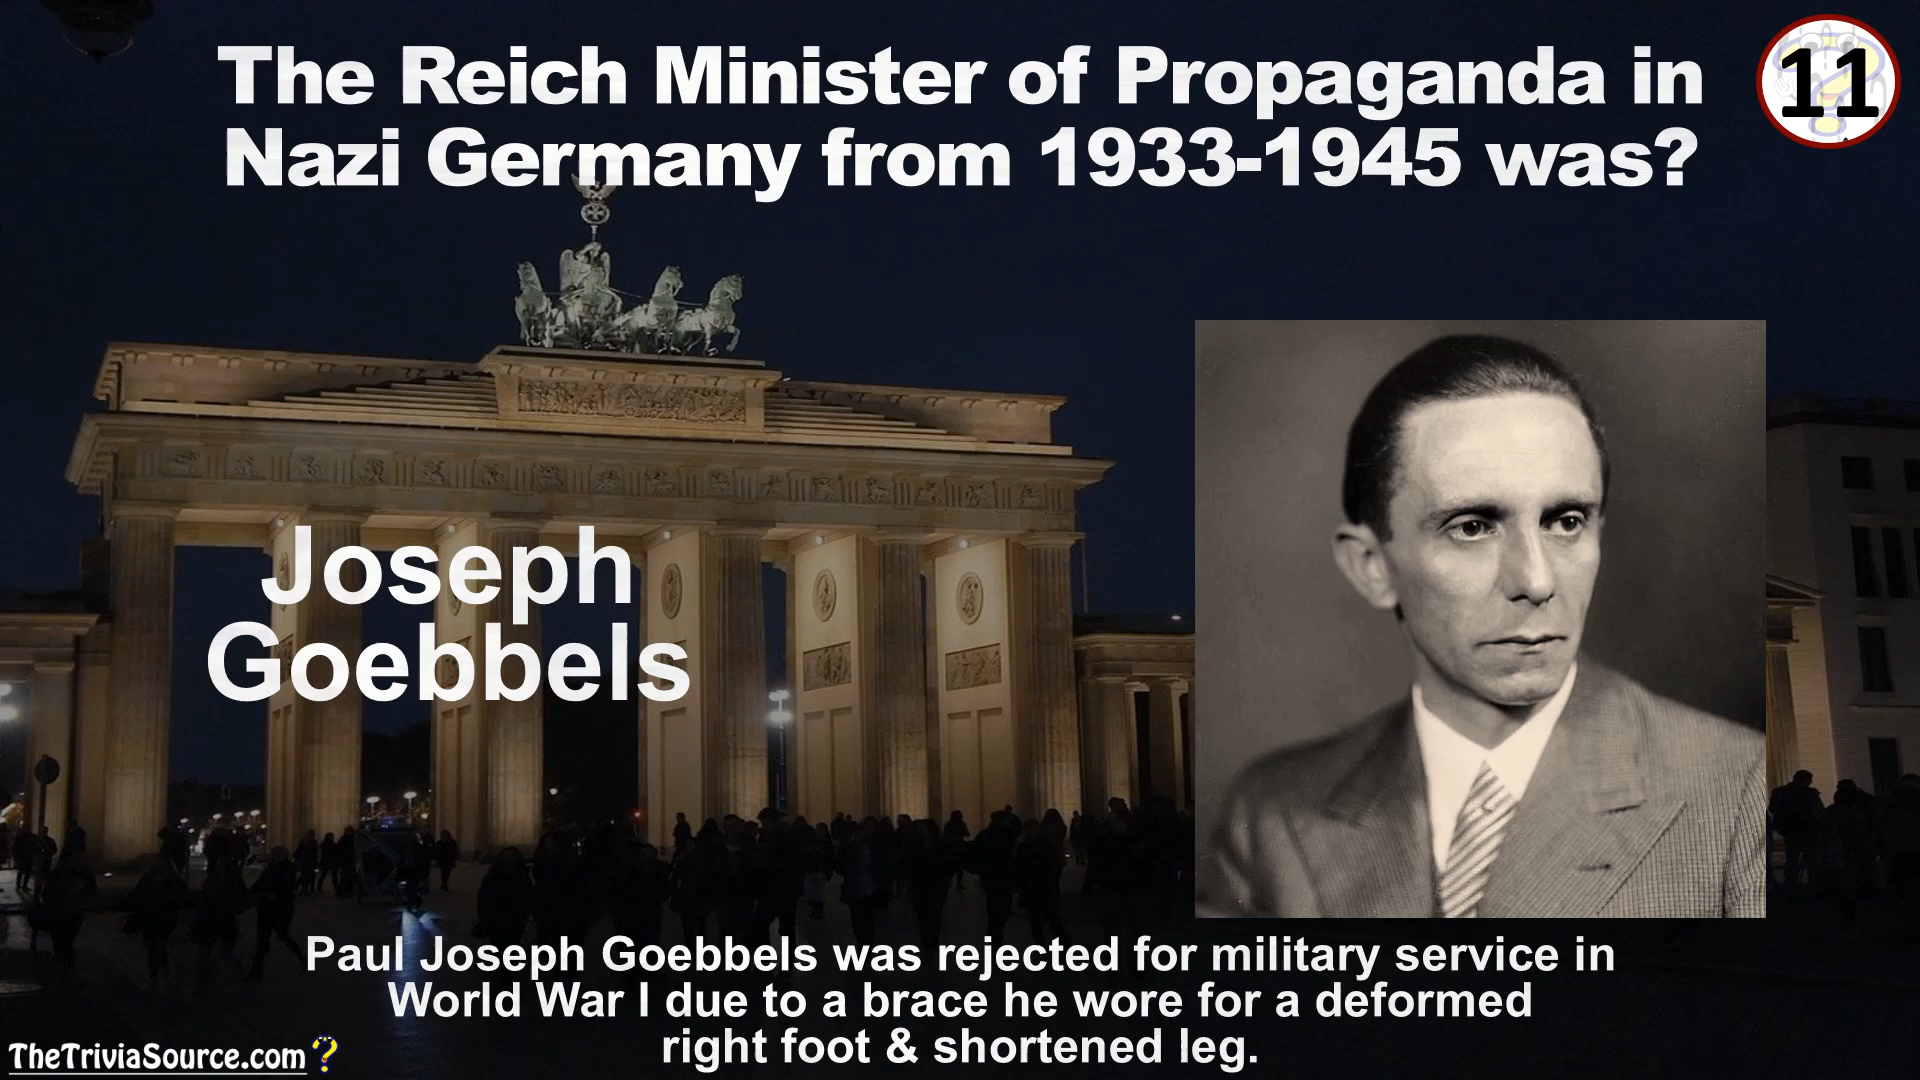 The Reich Minister of Propaganda in
Nazi Germany from 1933-1945 was?
11
Joseph
Goebbels
Paul Joseph Goebbels was rejected for military service in
World War I due to a brace he wore for a deformed
right foot & shortened leg.
TheTriviaSource.com?